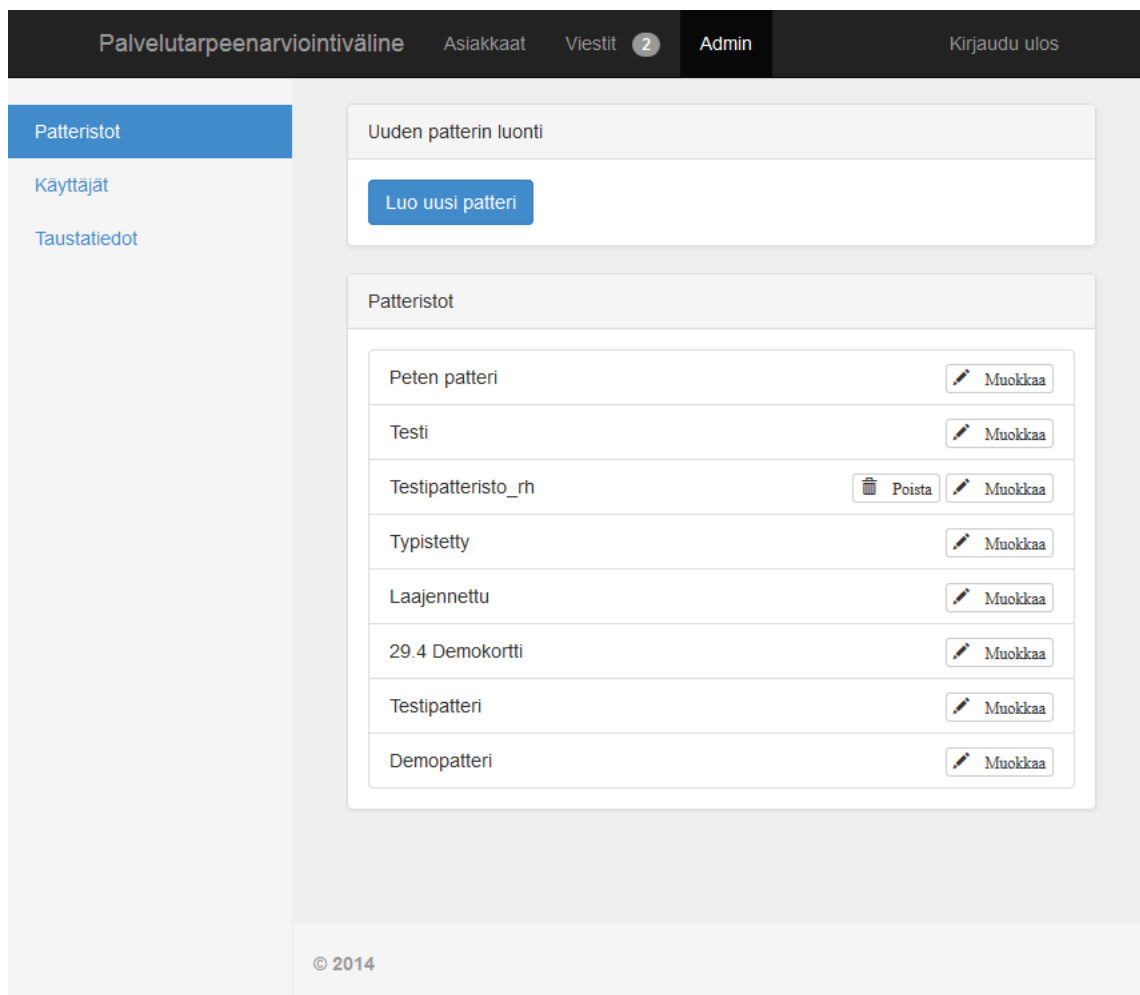 Palvelutarpeenarviointiväline Asiakkaat Viestit 2 Admin Kirjaudu ulos
Patteristot
Käyttäjät
Taustatiedot
Uuden patterin luonti
Luo uusi patteri
Patteristot
Peten patteri Muokkaa
Testi Muokkaa
Testipatteristo_rh Poista Muokkaa
Typistetty Muokkaa
Laajennettu Muokkaa
29.4 Demokortti Muokkaa
Testipatteri Muokkaa
Demopatteri Muokkaa
© 2014